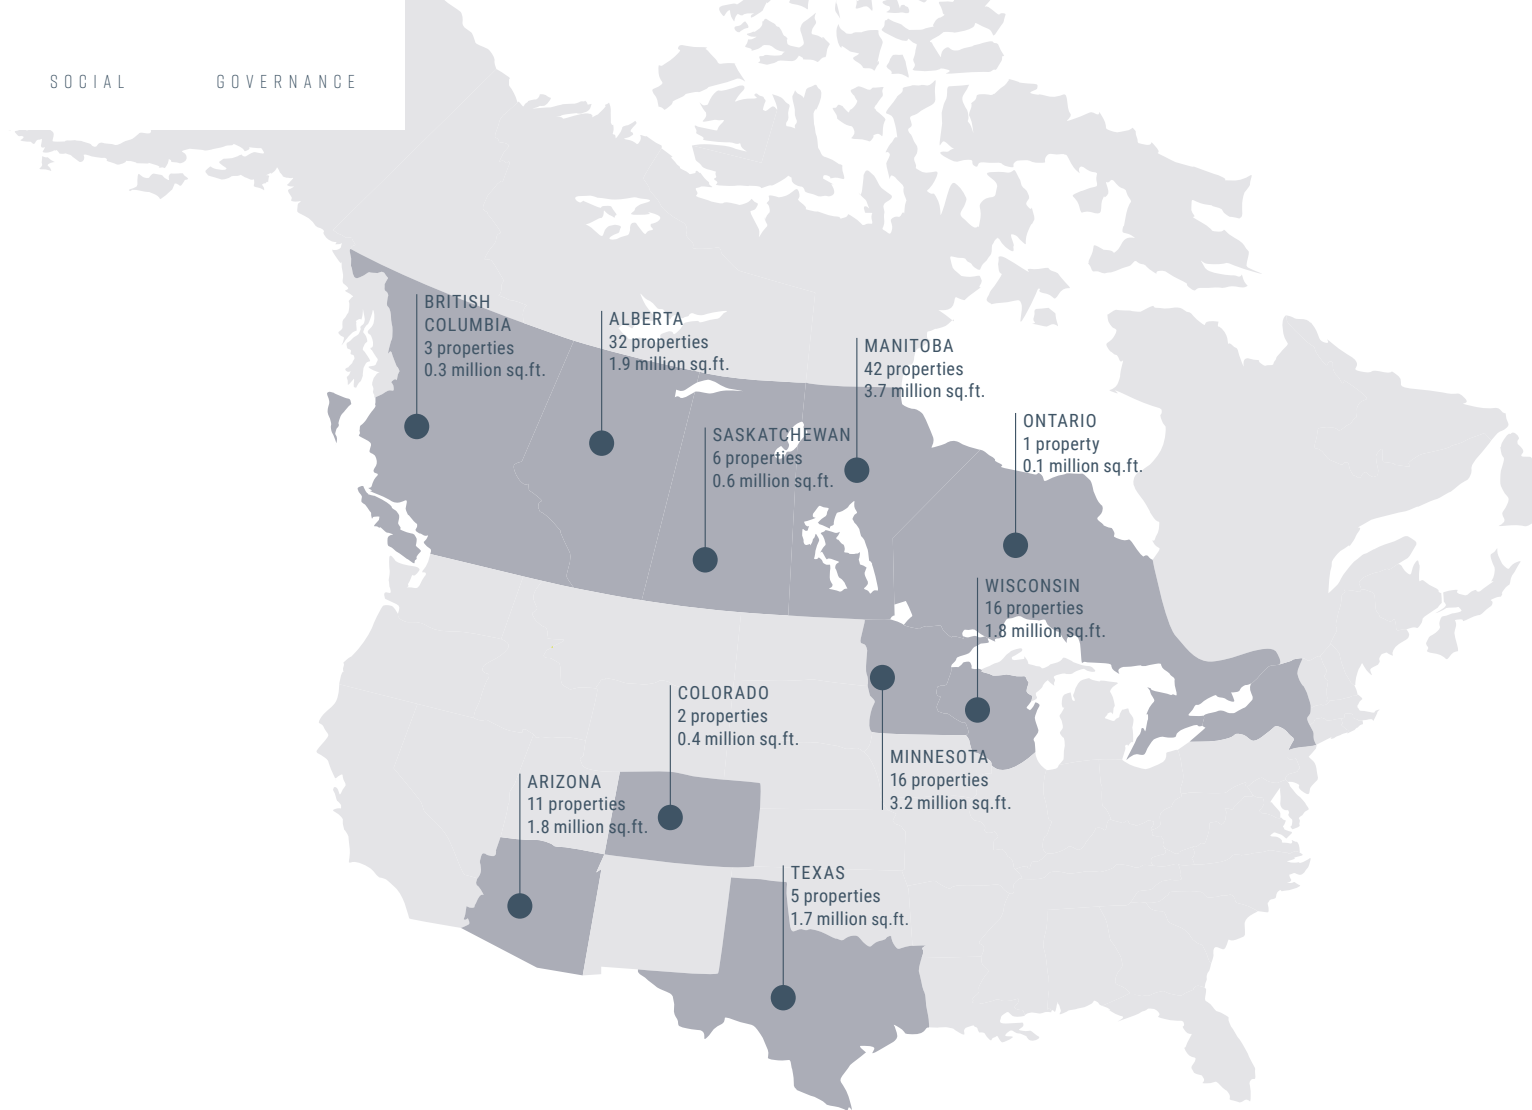 SOCIAL
GOVERNANCE
BRITISH
COLUMBIA
3 properties
0.3 million sq.ft.
ALBERTA
32 properties
1.9 million sq.ft.
MANITOBA
42 properties
3.7 million sq.ft.
SASKATCHEWAN
6 properties
0.6 million sq.ft.
ONTARIO
1 property
0.1 million sq.ft.
WISCONSIN
16 properties
1.8 million sq.ft.
COLORADO
2 properties
0.4 million sq.ft.
MINNESOTA
16 properties
3.2 million sq.ft.
ARIZONA
11 properties
1.8 million sq.ft.
TEXAS
5 properties
1.7 million sq.ft.